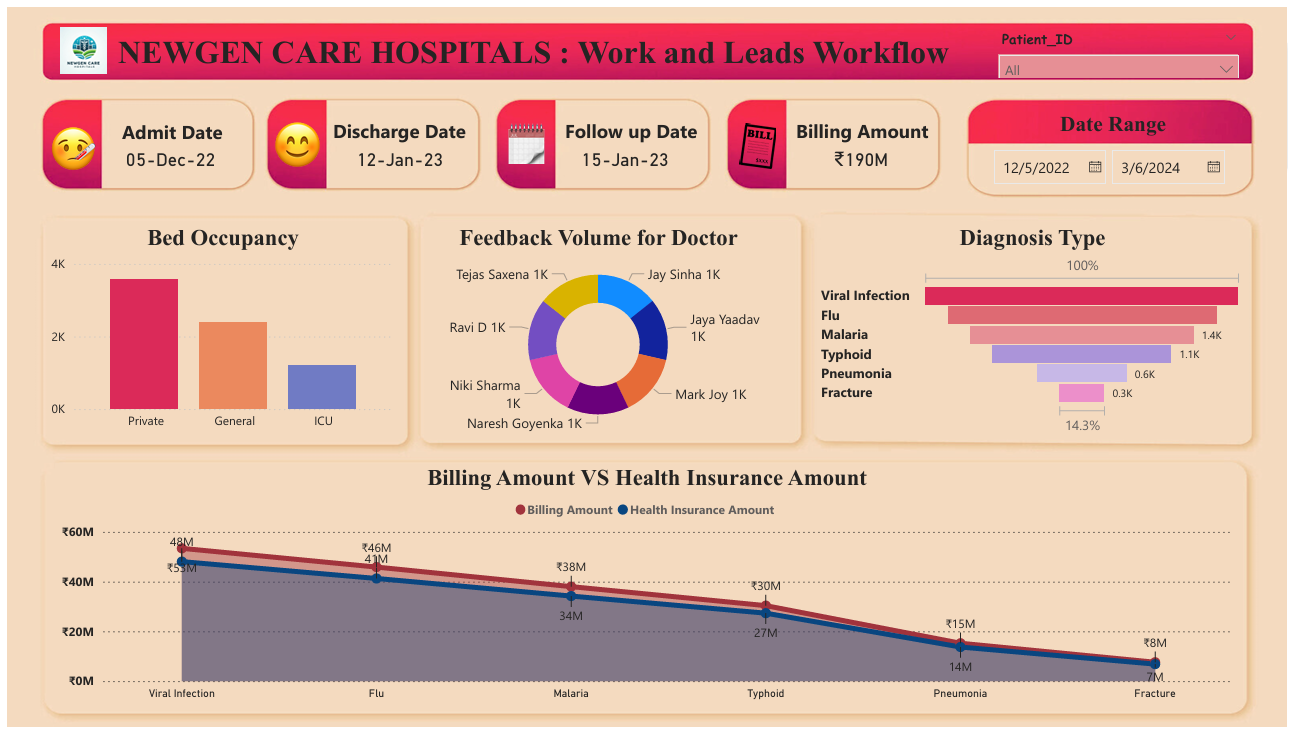 NEWGEN CARE HOSPITALS : Work and Leads Workflow
NEWGEN CARE
HOSPITALS
Patient_ID
All
Admit Date
05-Dec-22
Discharge Date
12-Jan-23
Follow up Date
15-Jan-23
BILL
Billing Amount
₹190M
Date Range
12/5/2022
3/6/2024
Bed Occupancy
4K
2K
0K
Private
General
ICU
Feedback Volume for Doctor
Tejas Saxena 1K
Jay Sinha 1K
Ravi D 1K
Jaya Yaadav
1K
Niki Sharma
1K
Mark Joy 1K
Naresh Goyenka 1K
Diagnosis Type
100%
Viral Infection
Flu
Malaria
1.4K
Typhoid
1.1K
Pneumonia
0.6K
Fracture
0.3K
14.3%
Billing Amount VS Health Insurance Amount
Billing Amount
Health Insurance Amount
₹60M
₹40M
₹20M
₹0M
48M
₹53M
₹46M
41M
₹38M
34M
₹30M
27M
₹15M
14M
₹8M
7M
Viral Infection
Flu
Malaria
Typhoid
Pneumonia
Fracture